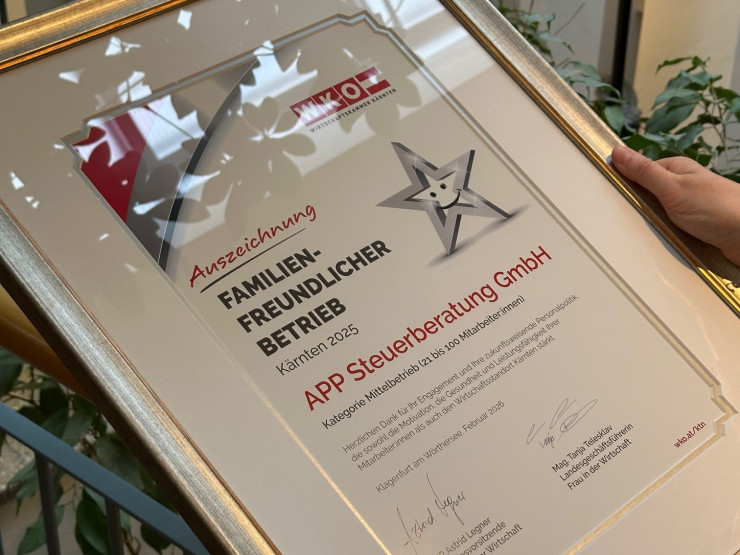 WKO
WIRTSCHAFTSKAMMER KÄRNTEN
Auszeichnung
FAMILIEN-
FREUNDLICHER
BETRIEB
Kärnten 2025
APP Steuerberatung GmbH
Kategorie Mittelbetrieb (21 bis 100 Mitarbeiter:innen)
Herzlichen Dank für Ihr Engagement und Ihre zukunftsweisende Personalpolitik,
die sowohl die Motivation, die Gesundheit und Leistungsfähigkeit Ihrer
Mitarbeiter:innen als auch den Wirtschaftsstandort Kärnten stärkt.
Klagenfurt am Wörthersee, Februar 2026
Astrid Legner
Astrid Legner
Wirtschaft
Mag. Tanja Telesklav
Landesgeschäftsführerin
Frau in der Wirtschaft
wko.at/ktn